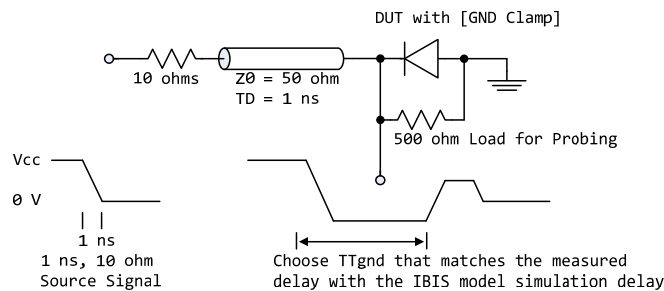 DUT with [GND Clamp]
10 ohms
Z0 = 50 ohm
TD = 1 ns
500 ohm Load for Probing
Vcc
0 V
1 ns
1 ns, 10 ohm
Source Signal
Choose TTgnd that matches the measured
delay with the IBIS model simulation delay